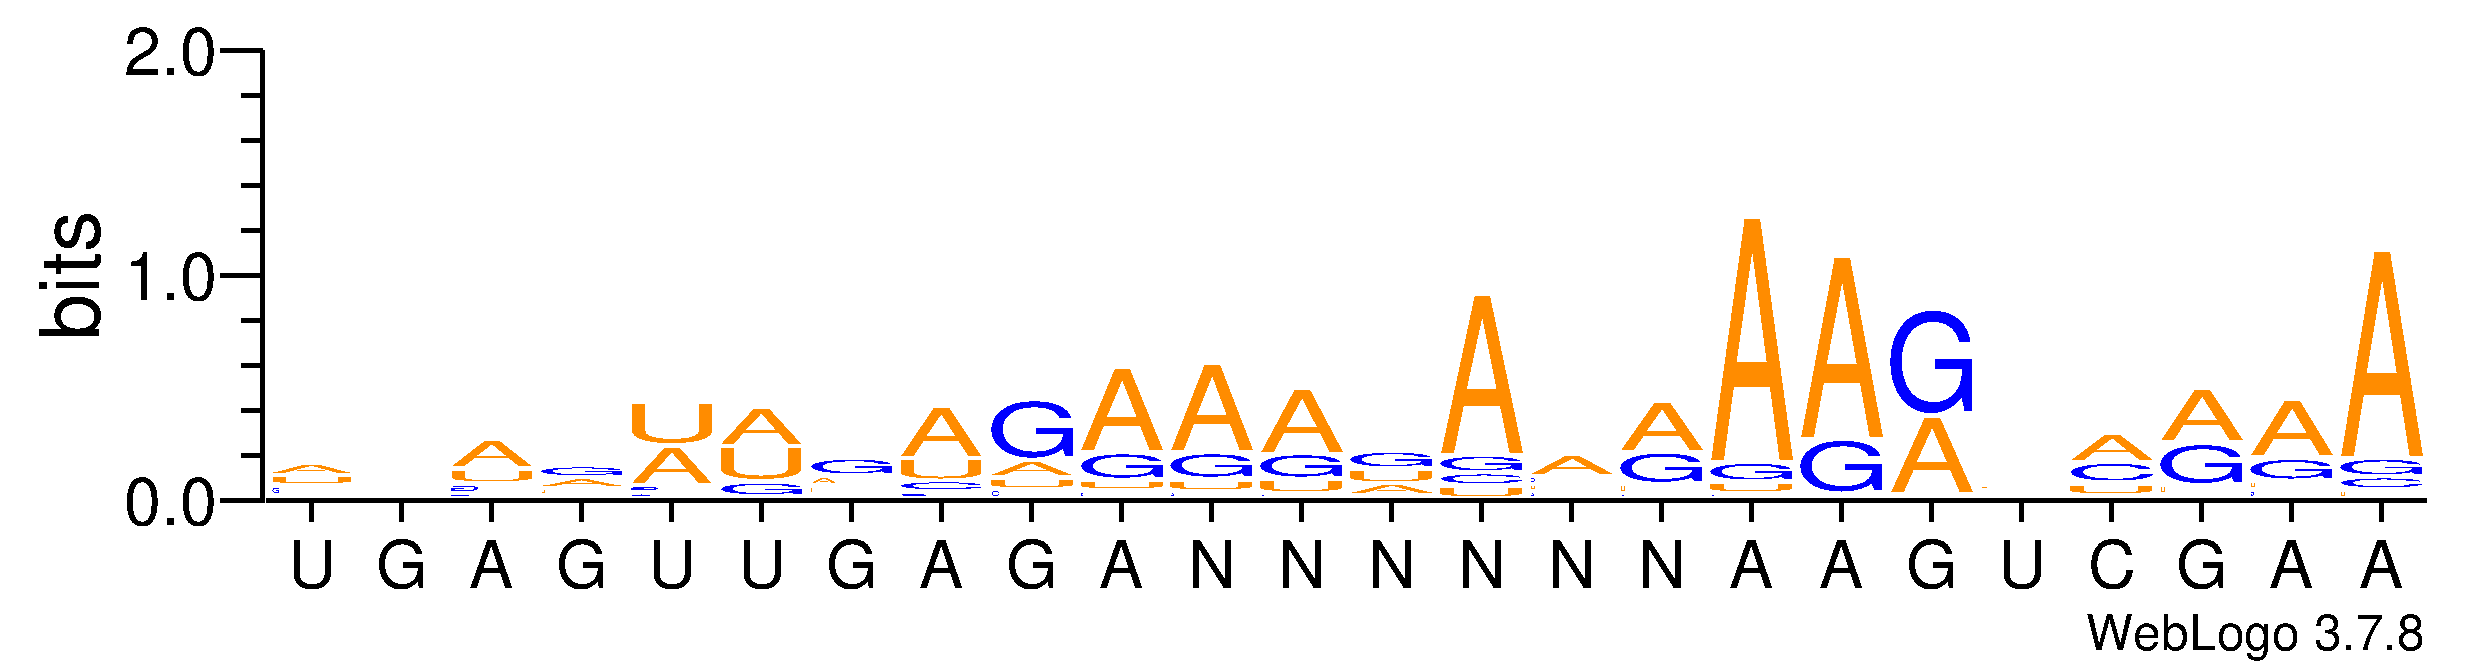 2.0
1.0
0.0
bits
U G A G U U G A G A N N N N N N A A G U C G A A
WebLogo 3.7.8